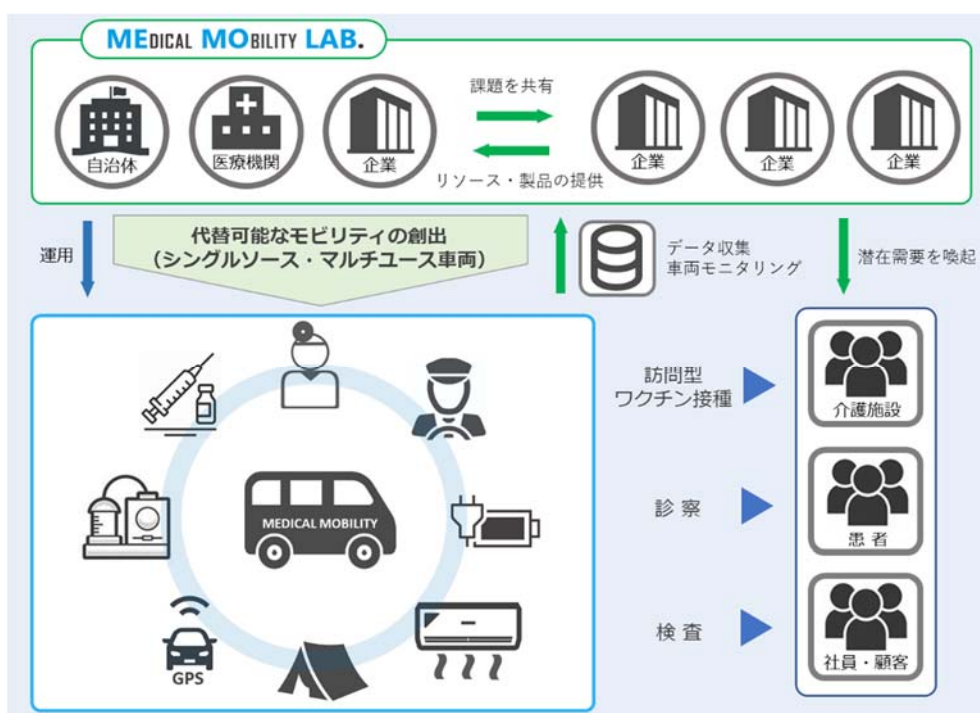 MEDICAL MOBILITY LAB.
自治体
医療機関
企業
課題を共有
リソース・製品の提供
企業
企業
企業
運用
代替可能なモビリティの創出
（シングルソース・マルチユース車両）
データ収集
車両モニタリング
潜在需要を喚起
MEDICAL MOBILITY
GPS
訪問型
ワクチン接種
介護施設
診察
患者
検査
社員・顧客